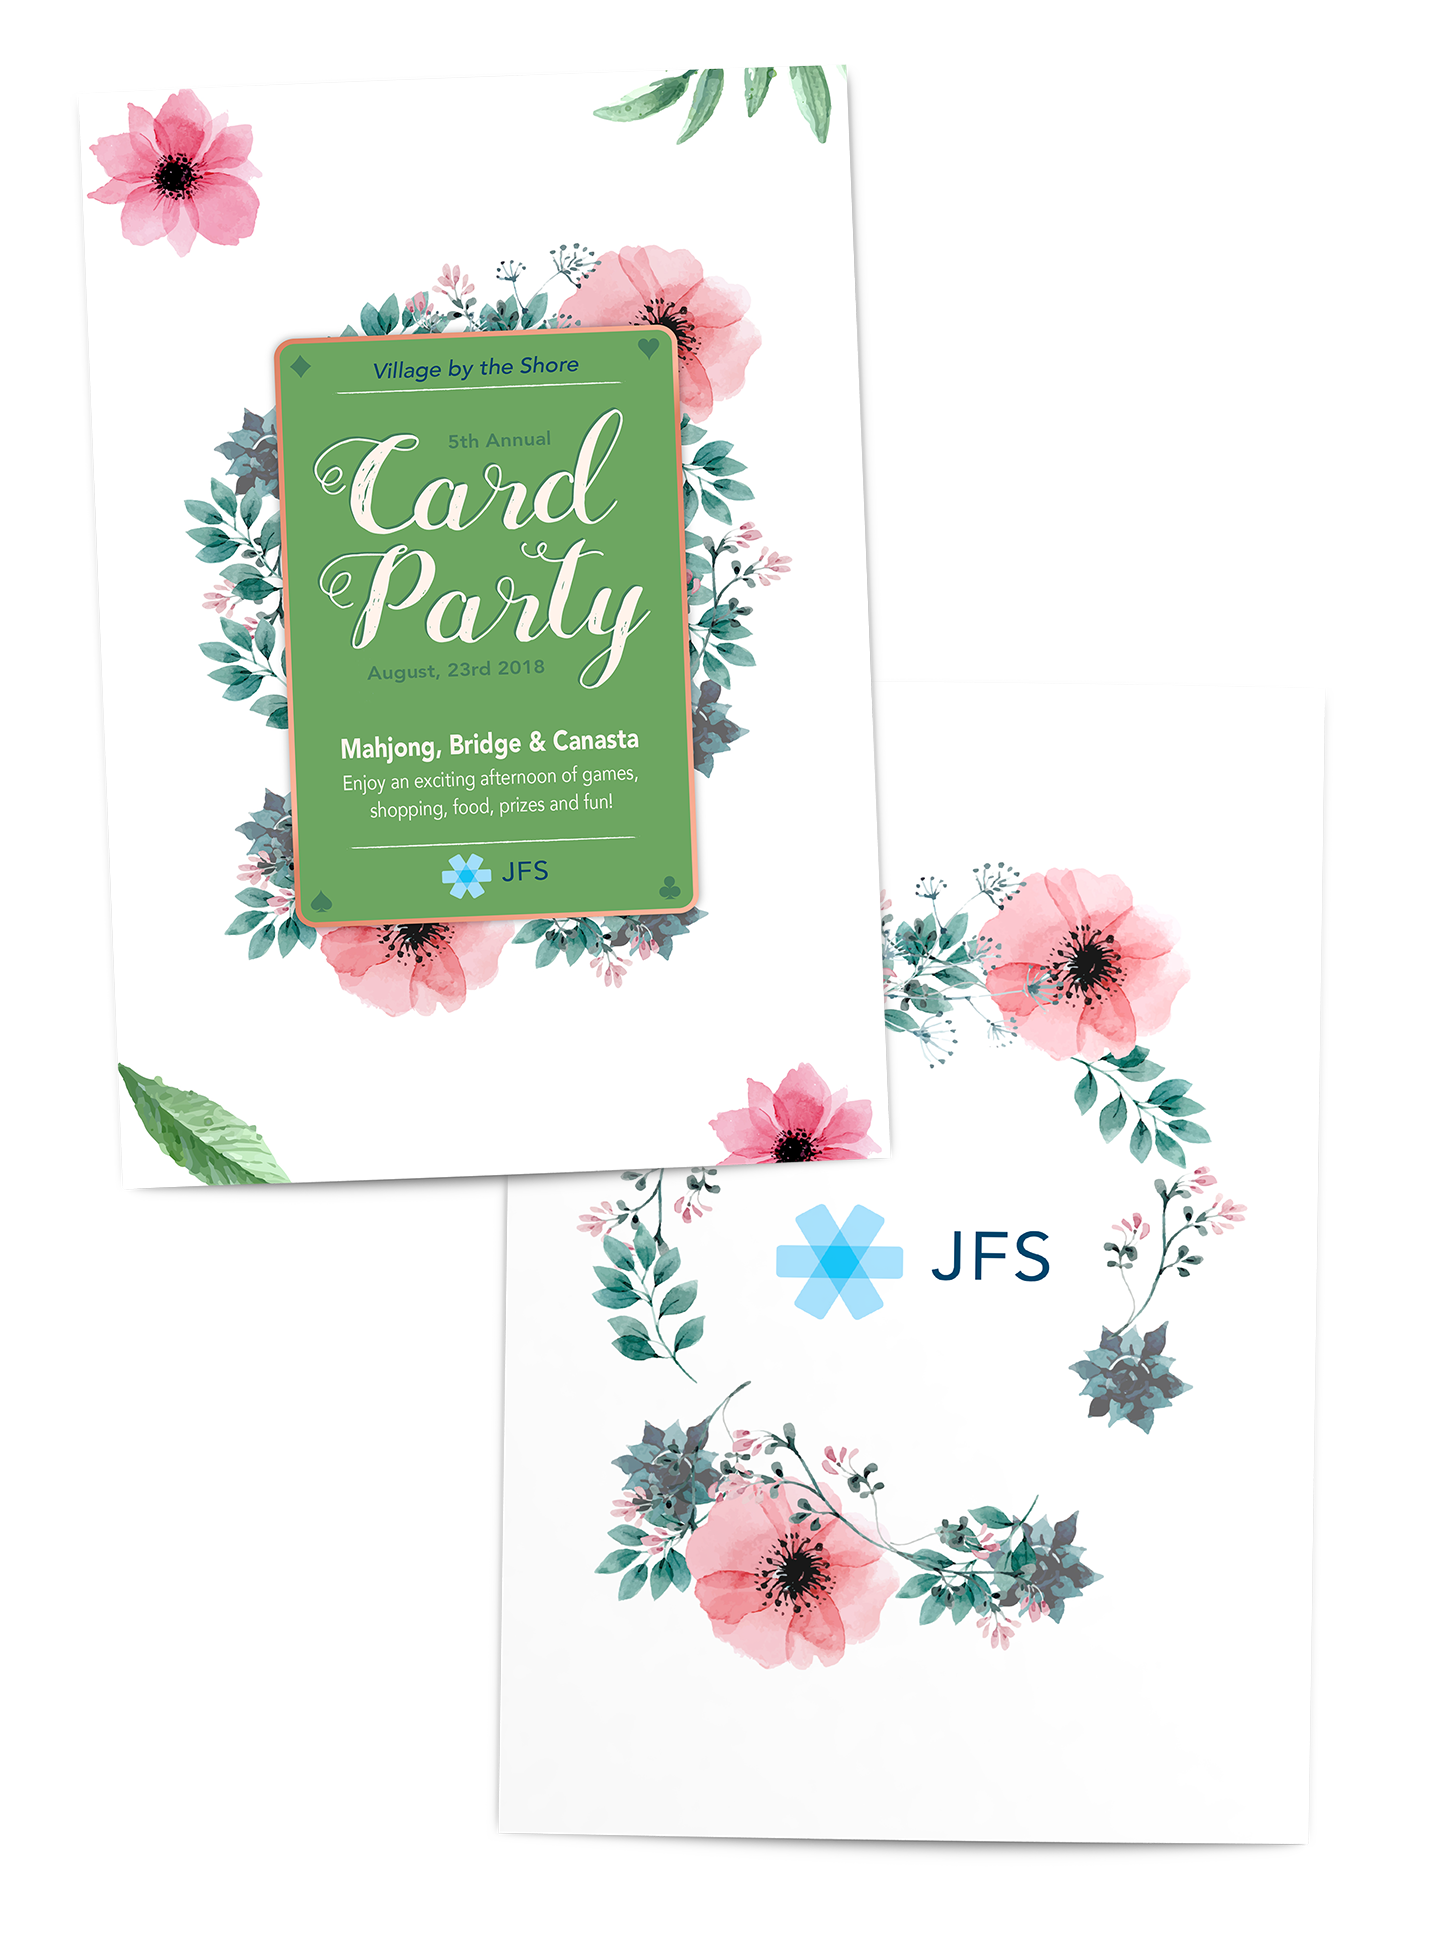 Village by the Shore
5th Annual
Card
Party
August, 23rd 2018
Mahjong, Bridge & Canasta
Enjoy an exciting afternoon of games,
shopping, food, prizes and fun!
JFS
JFS